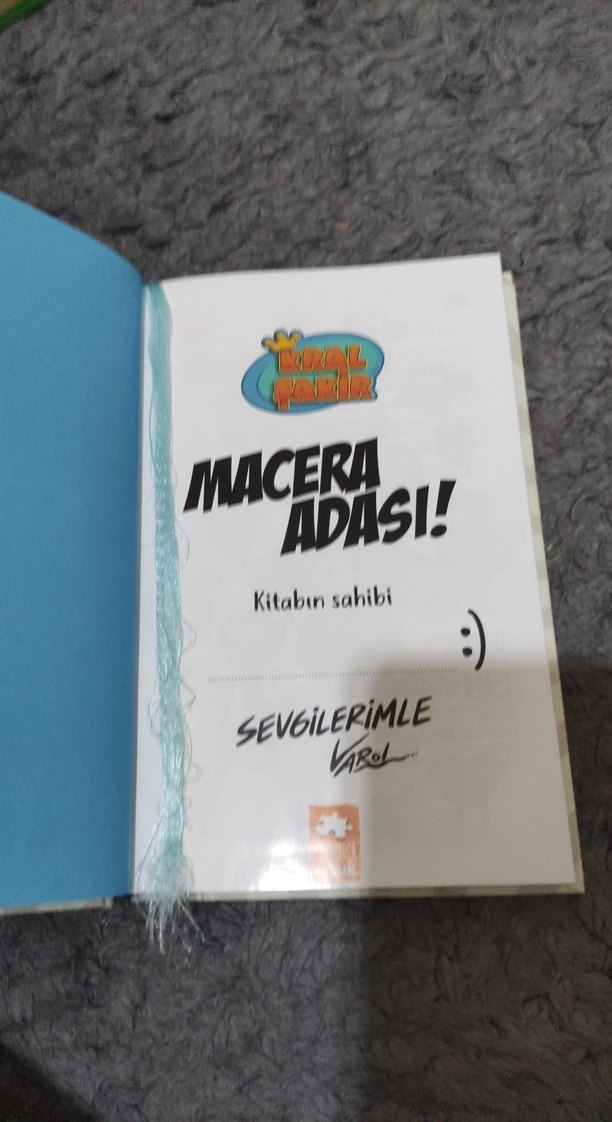 KRAL
ŞAKİR
MACERA
ADASI!
Kitabın sahibi
:)
SEVGİLERİMLE
VAROL